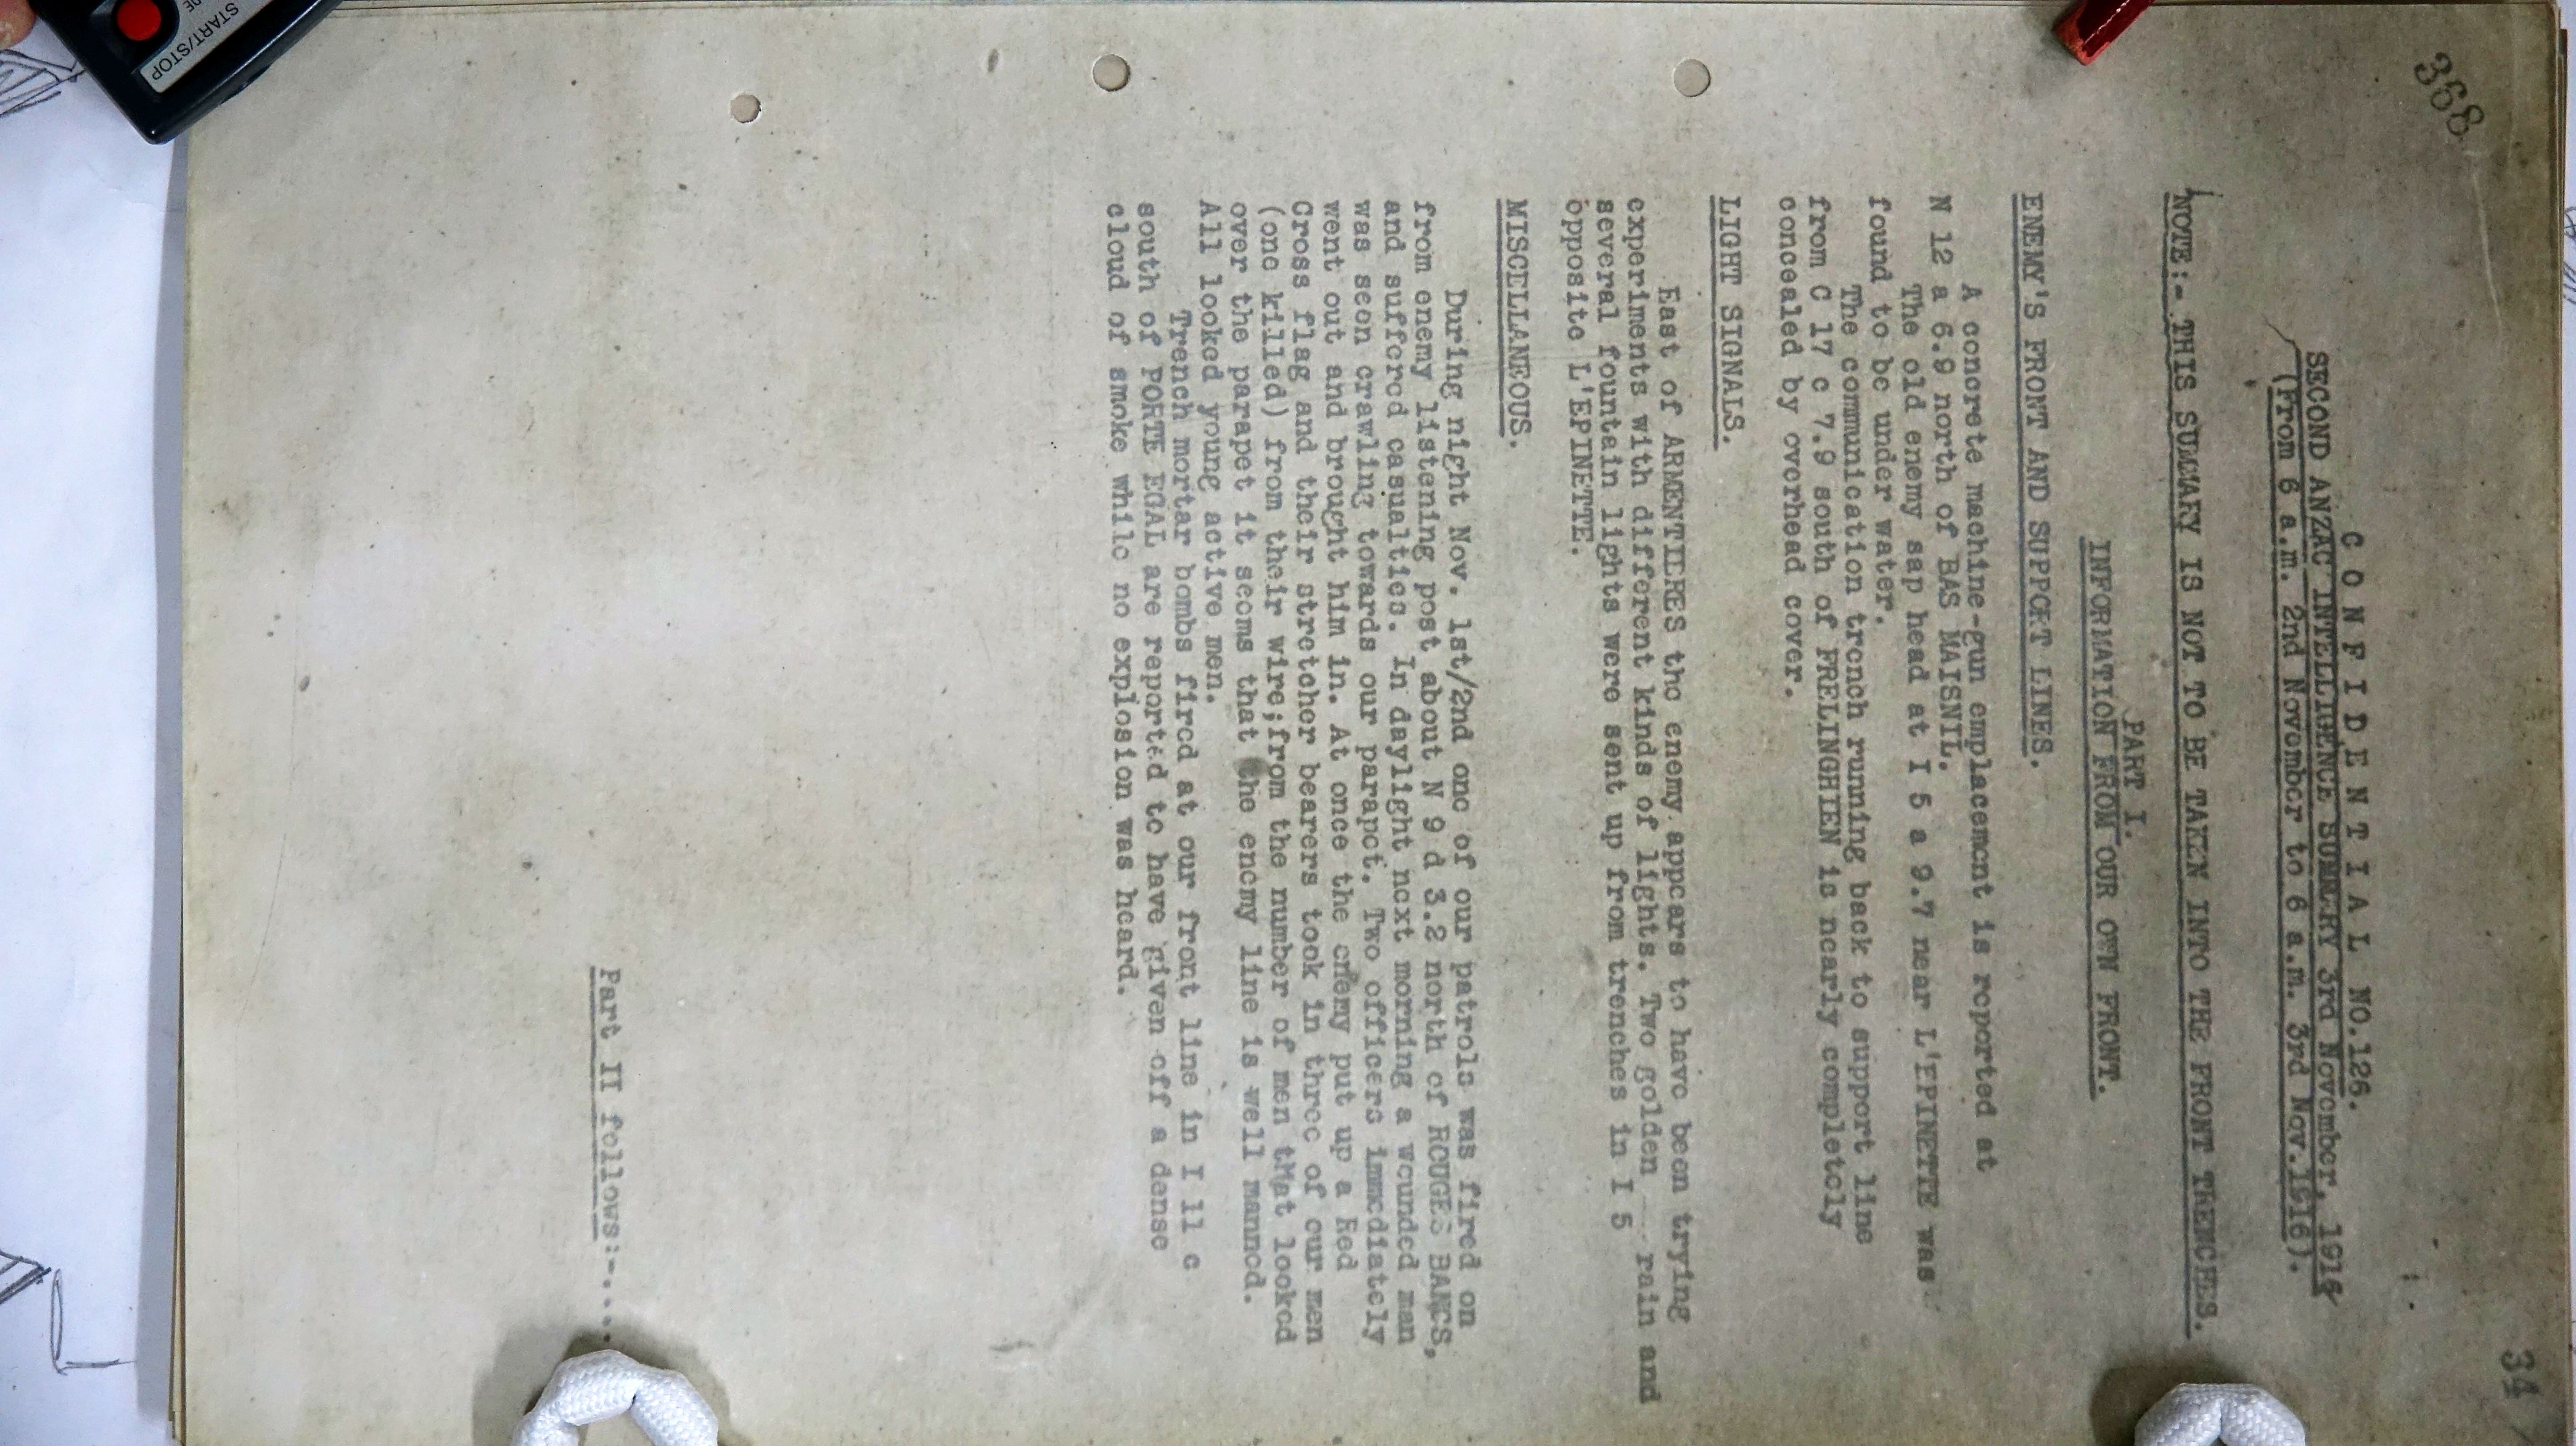 368
34
C O N F I D E N T I A L NO.126.
SECOND ANZAC INTELLIGENCE SUMMARY 3rd November, 1916
(From 6 a.m. 2nd November to 6 a.m. 3rd Nov.1916).
NOTE:- THIS SUMMARY IS NOT TO BE TAKEN INTO THE FRONT TRENCHES.
PART I.
INFORMATION FROM OUR OWN FRONT.
ENEMY'S FRONT AND SUPPORT LINES.
A concrete machine-gun emplacement is reported at
N 12 a 6.9 north of BAS MAISNIL.
The old enemy sap head at I 5 a 9.7 near L'EPINETTE was
found to be under water.
The communication trench running back to support line
from C 17 c 7.9 south of FRELINGHIEN is nearly completely
concealed by overhead cover.
LIGHT SIGNALS.
East of ARMENTIERES the enemy appears to have been trying
experiments with different kinds of lights. Two golden rain and
several fountain lights were sent up from trenches in I 5
opposite L'EPINETTE.
MISCELLANEOUS.
During night Nov. 1st/2nd one of our patrols was fired on
from enemy listening post about N 9 d 3.2 north of ROUGES BANCS,
and suffered casualties. In daylight next morning a wounded man
was seen crawling towards our parapet. Two officers immediately
went out and brought him in. At once the enemy put up a Red
Cross flag and their stretcher bearers took in three of our men
(one killed) from their wire;from the number of men that looked
over the parapet it seems that the enemy line is well manned.
All looked young active men.
Trench mortar bombs fired at our front line in I 11 c
south of PORTE EGAL are reported to have given off a dense
cloud of smoke while no explosion was heard.
Part II follows:-....
START/STOP